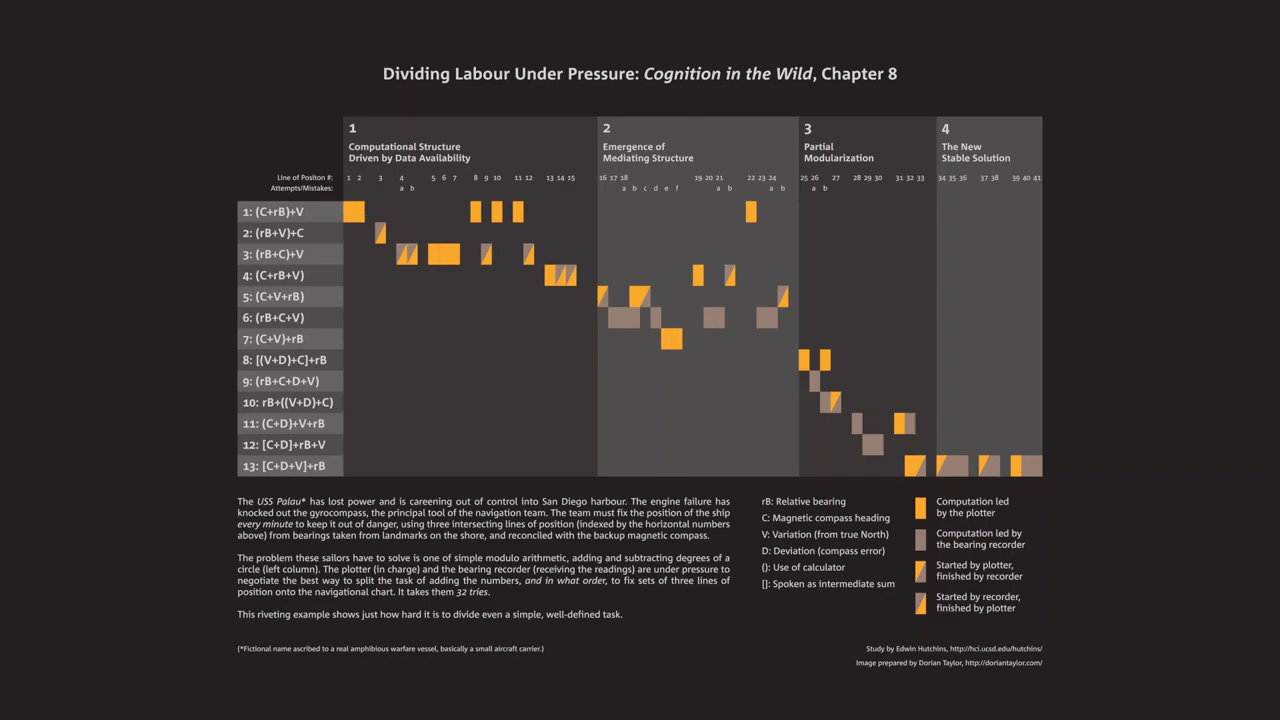 Dividing Labour Under Pressure: Cognition in the Wild, Chapter 8
1
Computational Structure
Driven by Data Availability
2
Emergence of
Mediating Structure
3
Partial
Modularization
4
The New
Stable Solution
Line of Positon #: 1 2 3 4 5 6 7 8 9 10 11 12 13 14 15 16 17 18 19 20 21 22 23 24 25 26 27 28 29 30 31 32 33 34 35 36 37 38 39 40 41
Attempts/Mistakes: a b a b c d e f a b a b a b
1: (C+rB)+V
2: (rB+V)+C
3: (rB+C)+V
4: (C+rB+V)
5: (C+V+rB)
6: (rB+C+V)
7: (C+V)+rB
8: [(V+D)+C]+rB
9: (rB+C+D+V)
10: rB+((V+D)+C)
11: (C+D)+V+rB
12: [C+D]+rB+V
13: [C+D+V]+rB
The USS Palau* has lost power and is careening out of control into San Diego harbour. The engine failure has
knocked out the gyrocompass, the principal tool of the navigation team. The team must fix the position of the ship
every minute to keep it out of danger, using three intersecting lines of position (indexed by the horizontal numbers
above) from bearings taken from landmarks on the shore, and reconciled with the backup magnetic compass.
The problem these sailors have to solve is one of simple modulo arithmetic, adding and subtracting degrees of a
circle (left column). The plotter (in charge) and the bearing recorder (receiving the readings) are under pressure to
negotiate the best way to split the task of adding the numbers, and in what order, to fix sets of three lines of
position onto the navigational chart. It takes them 32 tries.
This riveting example shows just how hard it is to divide even a simple, well-defined task.
(*Fictional name ascribed to a real amphibious warfare vessel, basically a small aircraft carrier.)
rB: Relative bearing
C: Magnetic compass heading
V: Variation (from true North)
D: Deviation (compass error)
(): Use of calculator
[]: Spoken as intermediate sum
Computation led
by the plotter
Computation led by
the bearing recorder
Started by plotter,
finished by recorder
Started by recorder,
finished by plotter
Study by Edwin Hutchins, http://hci.ucsd.edu/hutchins/
Image prepared by Dorian Taylor, http://doriantaylor.com/